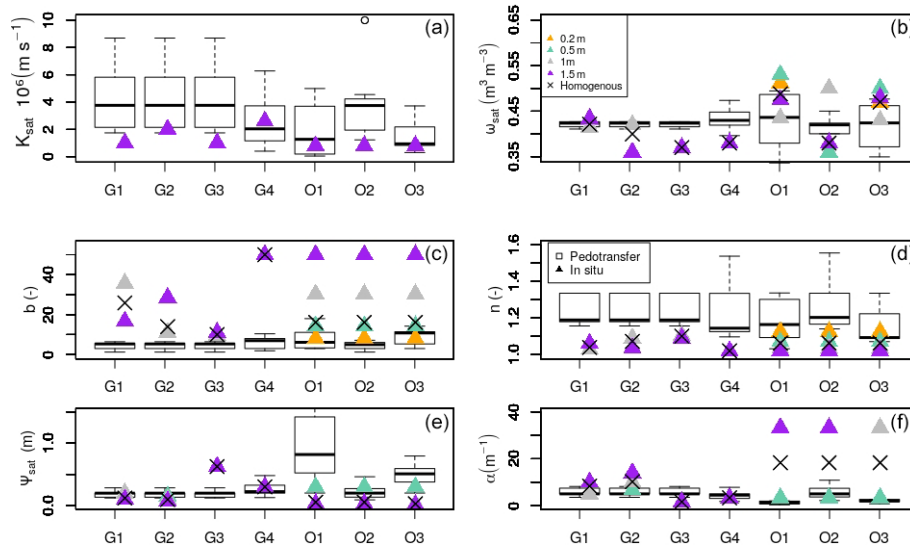 (a)
K_sat 10^6 (m s^−1)
10
8
6
4
2
0
G1 G2 G3 G4 O1 O2 O3
(b)
ω_sat (m^3 m^−3)
0.65
0.55
0.45
0.35
0.2 m
0.5 m
1m
1.5 m
Homogenous
G1 G2 G3 G4 O1 O2 O3
(c)
b (-)
40
20
0
G1 G2 G3 G4 O1 O2 O3
(d)
n (-)
1.6
1.4
1.2
1.0
Pedotransfer
In situ
G1 G2 G3 G4 O1 O2 O3
(e)
Ψ_sat (m)
1.0
0.0
G1 G2 G3 G4 O1 O2 O3
(f)
α(m^−1)
40
20
0
G1 G2 G3 G4 O1 O2 O3